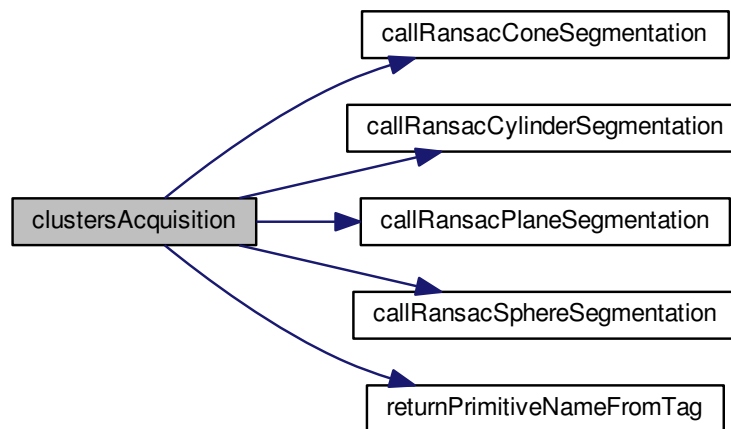 callRansacConeSegmentation
callRansacCylinderSegmentation
clustersAcquisition
callRansacPlaneSegmentation
callRansacSphereSegmentation
returnPrimitiveNameFromTag